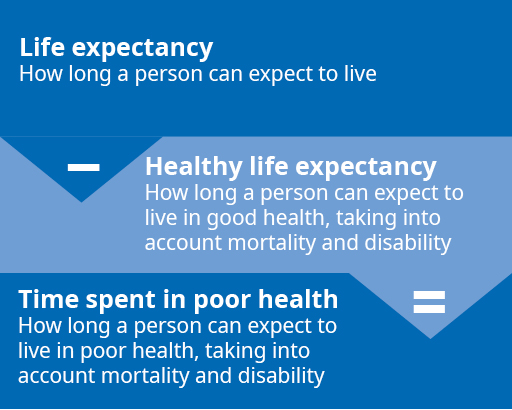 Life expectancy
How long a person can expect to live
−
Healthy life expectancy
How long a person can expect to
live in good health, taking into
account mortality and disability
=
Time spent in poor health
How long a person can expect to
live in poor health, taking into
account mortality and disability